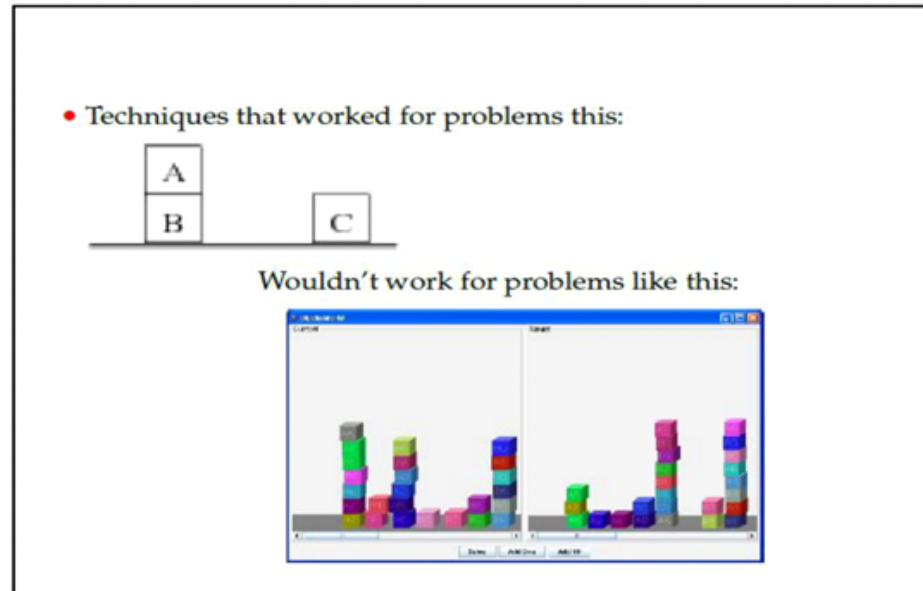 • Techniques that worked for problems this:
A
B
C
Wouldn't work for problems like this: